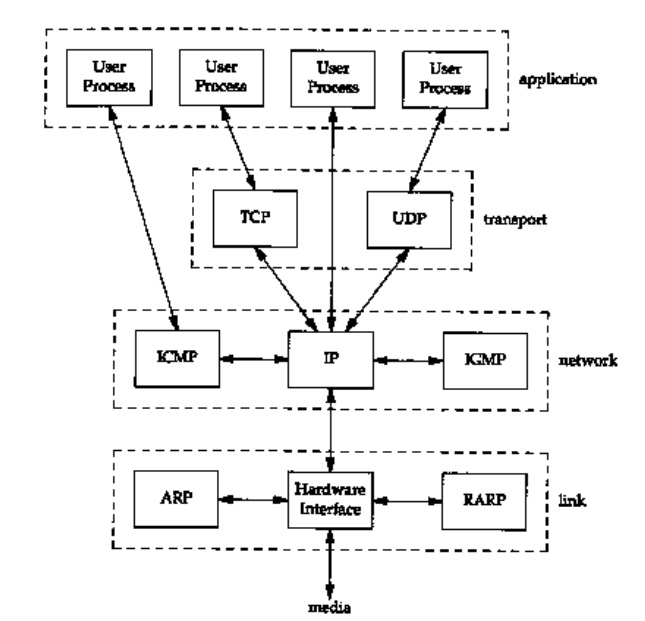 User
Process
User
Process
User
Process
User
Process
application
TCP
UDP
transport
ICMP
IP
IGMP
network
ARP
Hardware
Interface
RARP
link
media